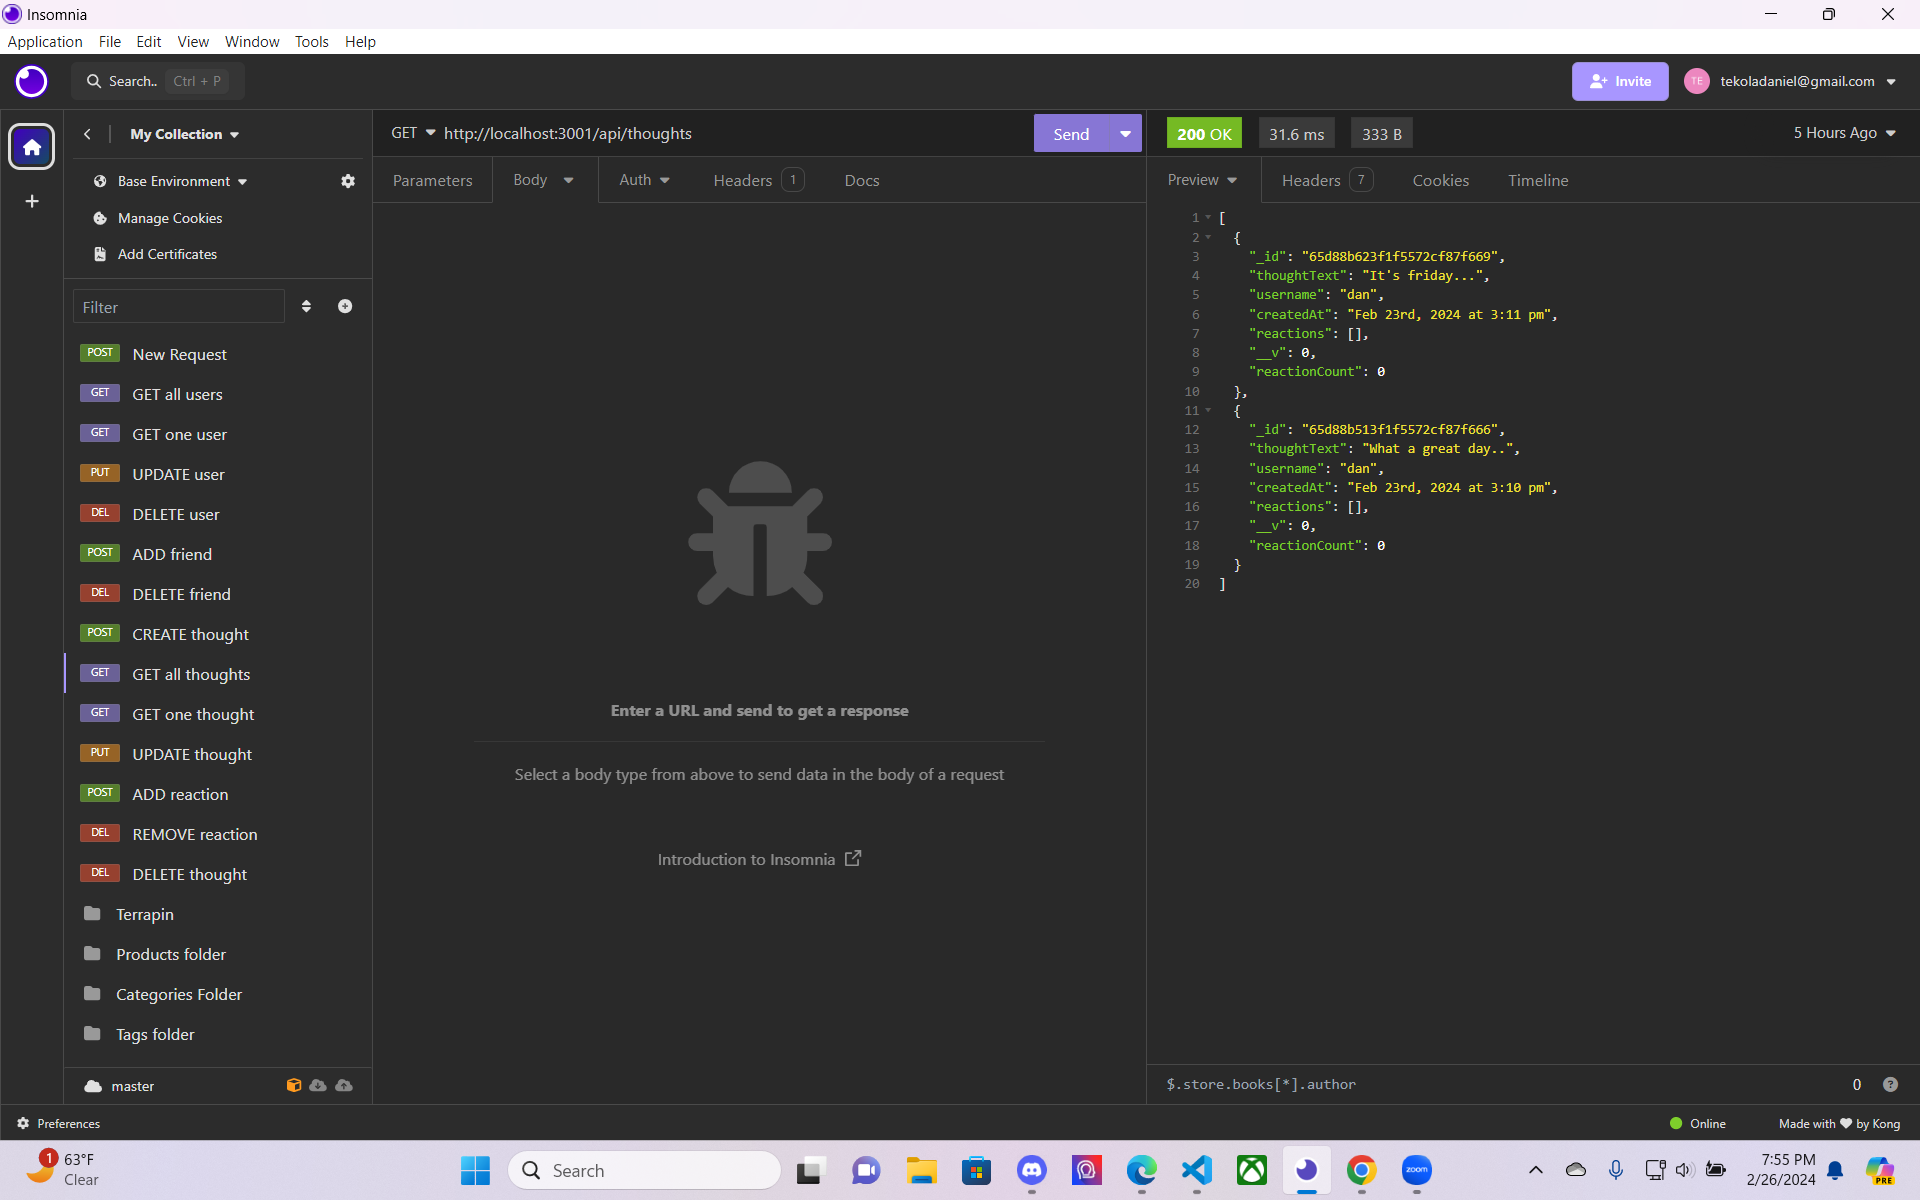 Insomnia
Application File Edit View Window Tools Help
Search.. Ctrl + P
Invite TE tekoladaniel@gmail.com
My Collection
Base Environment
Manage Cookies
Add Certificates
Filter
POST New Request
GET GET all users
GET GET one user
PUT UPDATE user
DEL DELETE user
POST ADD friend
DEL DELETE friend
POST CREATE thought
GET GET all thoughts
GET GET one thought
PUT UPDATE thought
POST ADD reaction
DEL REMOVE reaction
DEL DELETE thought
Terrapin
Products folder
Categories Folder
Tags folder
master
GET http://localhost:3001/api/thoughts Send
Parameters Body Auth Headers 1 Docs
Enter a URL and send to get a response
Select a body type from above to send data in the body of a request
Introduction to Insomnia
200 OK 31.6 ms 333 B 5 Hours Ago
Preview Headers 7 Cookies Timeline
1 [
2 {
3 "_id": "65d88b623f1f5572cf87f669",
4 "thoughtText": "It's friday...",
5 "username": "dan",
6 "createdAt": "Feb 23rd, 2024 at 3:11 pm",
7 "reactions": [],
8 "__v": 0,
9 "reactionCount": 0
10 },
11 {
12 "_id": "65d88b513f1f5572cf87f666",
13 "thoughtText": "What a great day..",
14 "username": "dan",
15 "createdAt": "Feb 23rd, 2024 at 3:10 pm",
16 "reactions": [],
17 "__v": 0,
18 "reactionCount": 0
19 }
20 ]
$.store.books[*].author 0 ?
Preferences Online Made with ❤ by Kong
1 63°F
Clear
Search
zoom
7:55 PM
2/26/2024
PRE